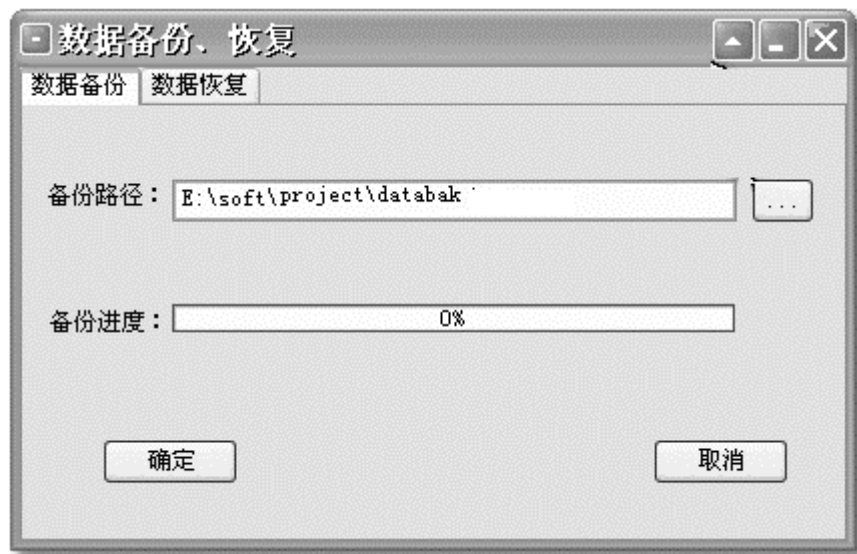 数据备份、恢复
数据备份 数据恢复
备份路径： E:\soft\project\databak ...
备份进度： 0%
确定 取消